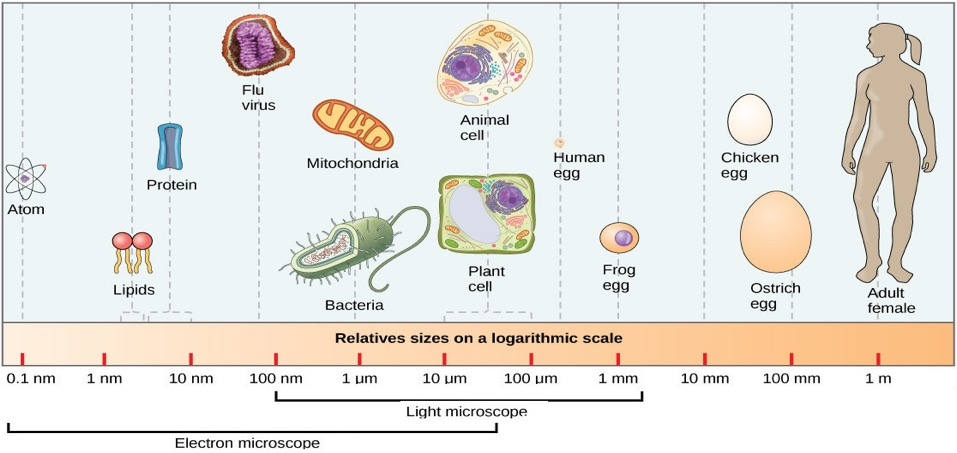 Flu
virus
Animal
cell
Mitochondria
Human
egg
Chicken
egg
Protein
Atom
Lipids
Bacteria
Plant
cell
Frog
egg
Ostrich
egg
Adult
female
Relatives sizes on a logarithmic scale
0.1 nm 1 nm 10 nm 100 nm 1 μm 10 μm 100 μm 1 mm 10 mm 100 mm 1 m
Light microscope
Electron microscope